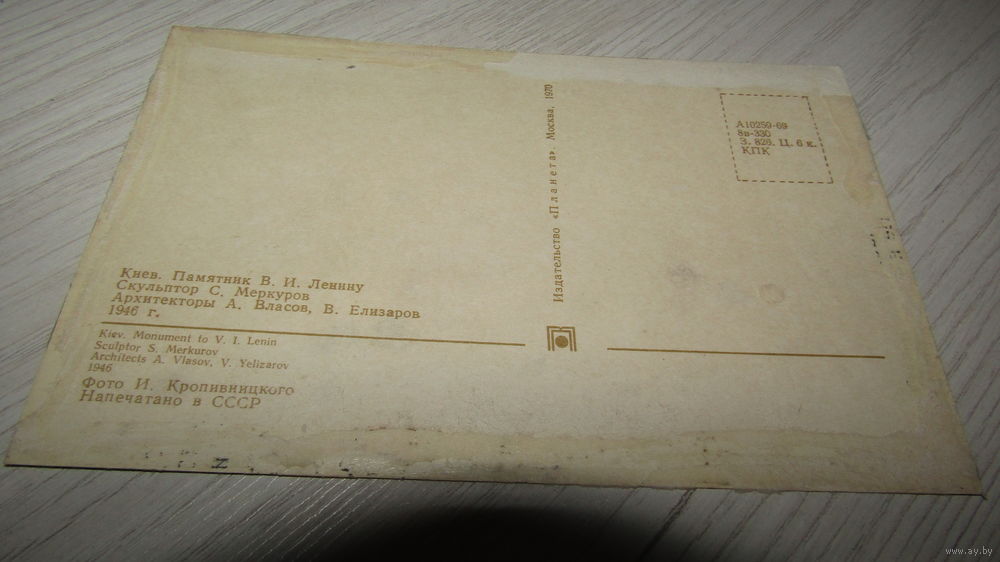 Киев. Памятник В. И. Ленину
Скульптор С. Меркуров
Архитекторы А. Власов, В. Елизаров
1946 г.
Kiev. Monument to V. I. Lenin
Sculptor S. Merkurov
Architects A. Vlasov, V. Yelizarov
1946
Фото И. Кропивницкого
Напечатано в СССР
Издательство «Планета». Москва, 1970
А10259-69
8в-330
З. 826. Ц. 6 к.
КПК
www.ay.by